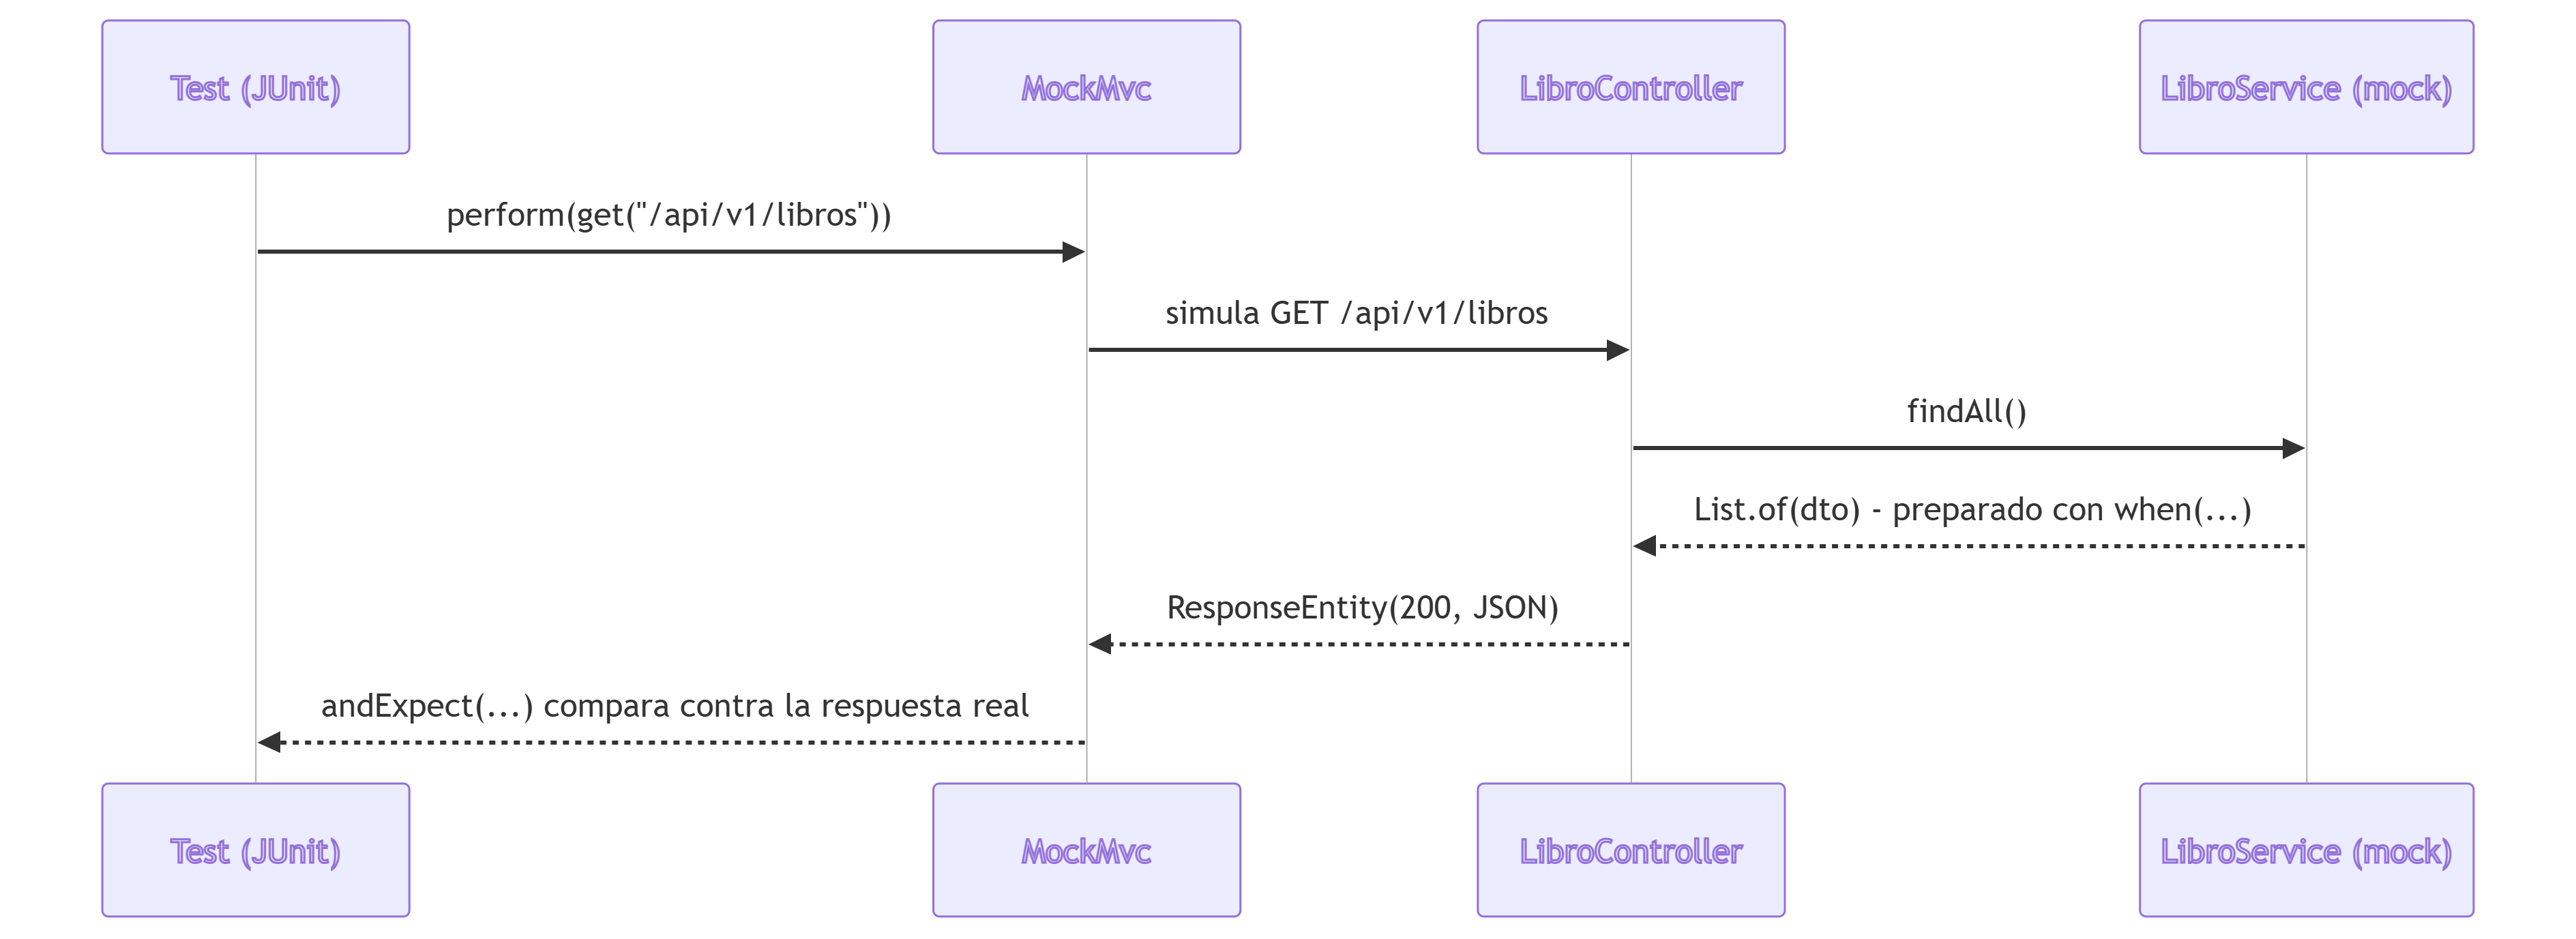 Test (JUnit)
MockMvc
LibroController
LibroService (mock)
perform(get("/api/v1/libros"))
simula GET /api/v1/libros
findAll()
List.of(dto) - preparado con when(...)
ResponseEntity(200, JSON)
andExpect(...) compara contra la respuesta real
Test (JUnit)
MockMvc
LibroController
LibroService (mock)